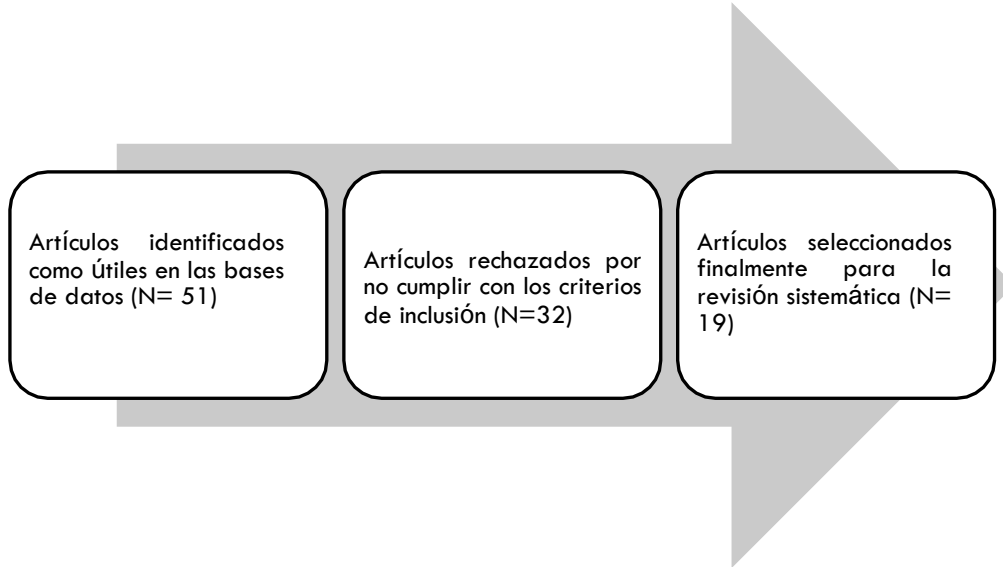 Artículos identificados
como Útiles en las bases
de datos (N= 51)
Artículos rechazados por
no cumplir con los criterios
de inclusión (N=32)
Artículos seleccionados
finalmente para la
revisión sistemática (N=
19)